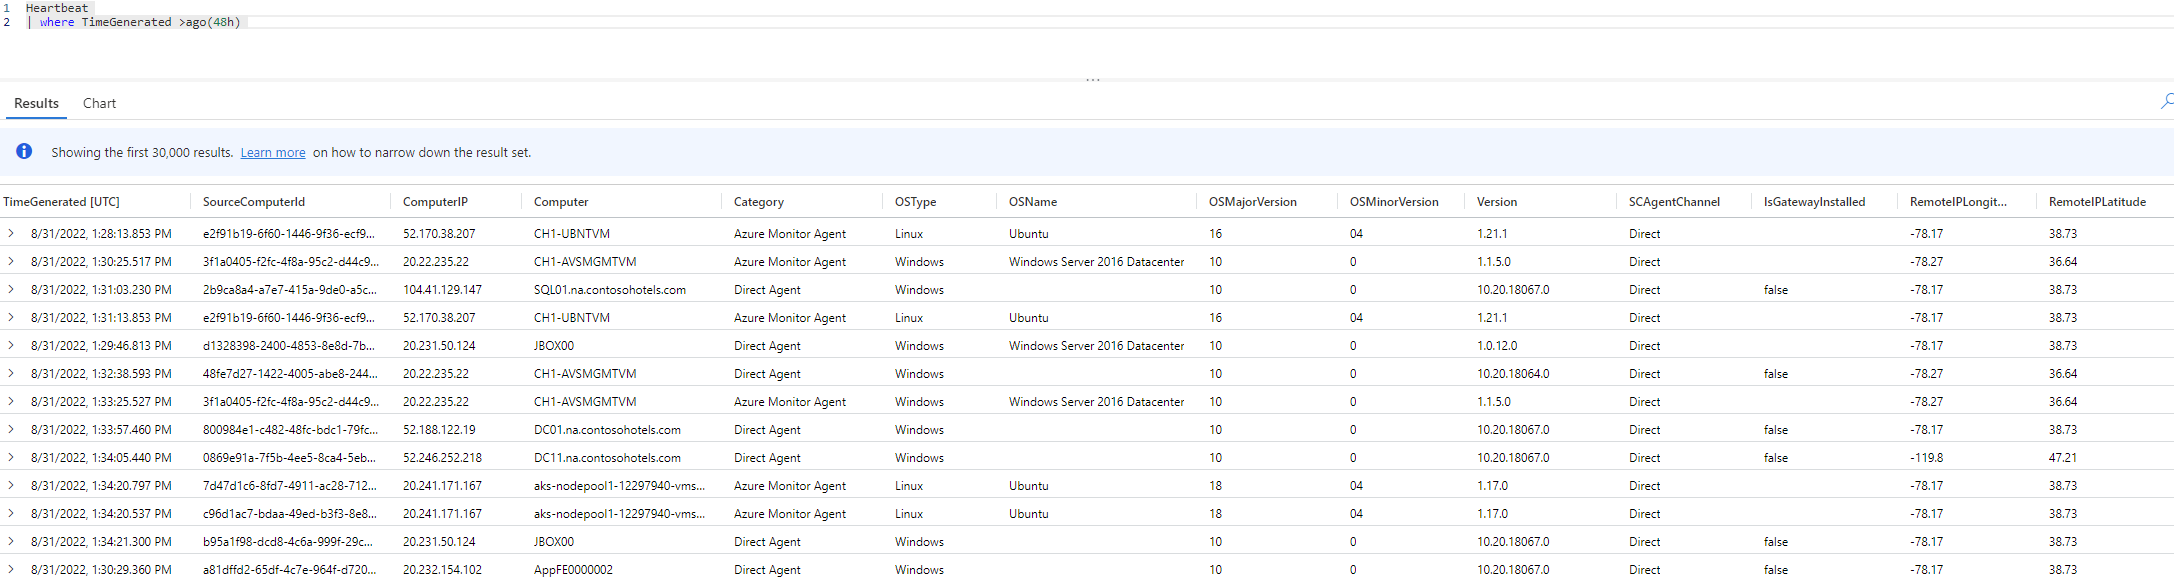 1 Heartbeat
2 | where TimeGenerated >ago(48h)
...
Results Chart
Showing the first 30,000 results. Learn more on how to narrow down the result set.
TimeGenerated [UTC] SourceComputerId ComputerIP Computer Category OSType OSName OSMajorVersion OSMinorVersion Version SCAgentChannel IsGatewayInstalled RemoteIPLongit... RemoteIPLatitude
8/31/2022, 1:28:13.853 PM e2f91b19-6f60-1446-9f36-ecf9... 52.170.38.207 CH1-UBNTVM Azure Monitor Agent Linux Ubuntu 16 04 1.21.1 Direct -78.17 38.73
8/31/2022, 1:30:25.517 PM 3f1a0405-f2fc-4f8a-95c2-d44c9... 20.22.235.22 CH1-AVSMGMTVM Azure Monitor Agent Windows Windows Server 2016 Datacenter 10 0 1.1.5.0 Direct -78.27 36.64
8/31/2022, 1:31:03.230 PM 2b9ca8a4-a7e7-415a-9de0-a5c... 104.41.129.147 SQL01.na.contosohotels.com Direct Agent Windows 10 0 10.20.18067.0 Direct false -78.17 38.73
8/31/2022, 1:31:13.853 PM e2f91b19-6f60-1446-9f36-ecf9... 52.170.38.207 CH1-UBNTVM Azure Monitor Agent Linux Ubuntu 16 04 1.21.1 Direct -78.17 38.73
8/31/2022, 1:29:46.813 PM d1328398-2400-4853-8e8d-7b... 20.231.50.124 JBOX00 Direct Agent Windows Windows Server 2016 Datacenter 10 0 1.0.12.0 Direct -78.17 38.73
8/31/2022, 1:32:38.593 PM 48fe7d27-1422-4005-abe8-244... 20.22.235.22 CH1-AVSMGMTVM Direct Agent Windows 10 0 10.20.18064.0 Direct false -78.27 36.64
8/31/2022, 1:33:25.527 PM 3f1a0405-f2fc-4f8a-95c2-d44c9... 20.22.235.22 CH1-AVSMGMTVM Azure Monitor Agent Windows Windows Server 2016 Datacenter 10 0 1.1.5.0 Direct -78.27 36.64
8/31/2022, 1:33:57.460 PM 800984e1-c482-48fc-bdc1-79fc... 52.188.122.19 DC01.na.contosohotels.com Direct Agent Windows 10 0 10.20.18067.0 Direct false -78.17 38.73
8/31/2022, 1:34:05.440 PM 0869e91a-7f5b-4ee5-8ca4-5eb... 52.246.252.218 DC11.na.contosohotels.com Direct Agent Windows 10 0 10.20.18067.0 Direct false -119.8 47.21
8/31/2022, 1:34:20.797 PM 7d47d1c6-8fd7-4911-ac28-712... 20.241.171.167 aks-nodepool1-12297940-vms... Azure Monitor Agent Linux Ubuntu 18 04 1.17.0 Direct -78.17 38.73
8/31/2022, 1:34:20.537 PM c96d1ac7-bdaa-49ed-b3f3-8e8... 20.241.171.167 aks-nodepool1-12297940-vms... Azure Monitor Agent Linux Ubuntu 18 04 1.17.0 Direct -78.17 38.73
8/31/2022, 1:34:21.300 PM b95a1f98-dcd8-4c6a-999f-29c... 20.231.50.124 JBOX00 Direct Agent Windows 10 0 10.20.18067.0 Direct false -78.17 38.73
8/31/2022, 1:30:29.360 PM a81dffd2-65df-4c7e-964f-d720... 20.232.154.102 AppFE0000002 Direct Agent Windows 10 0 10.20.18067.0 Direct false -78.17 38.73